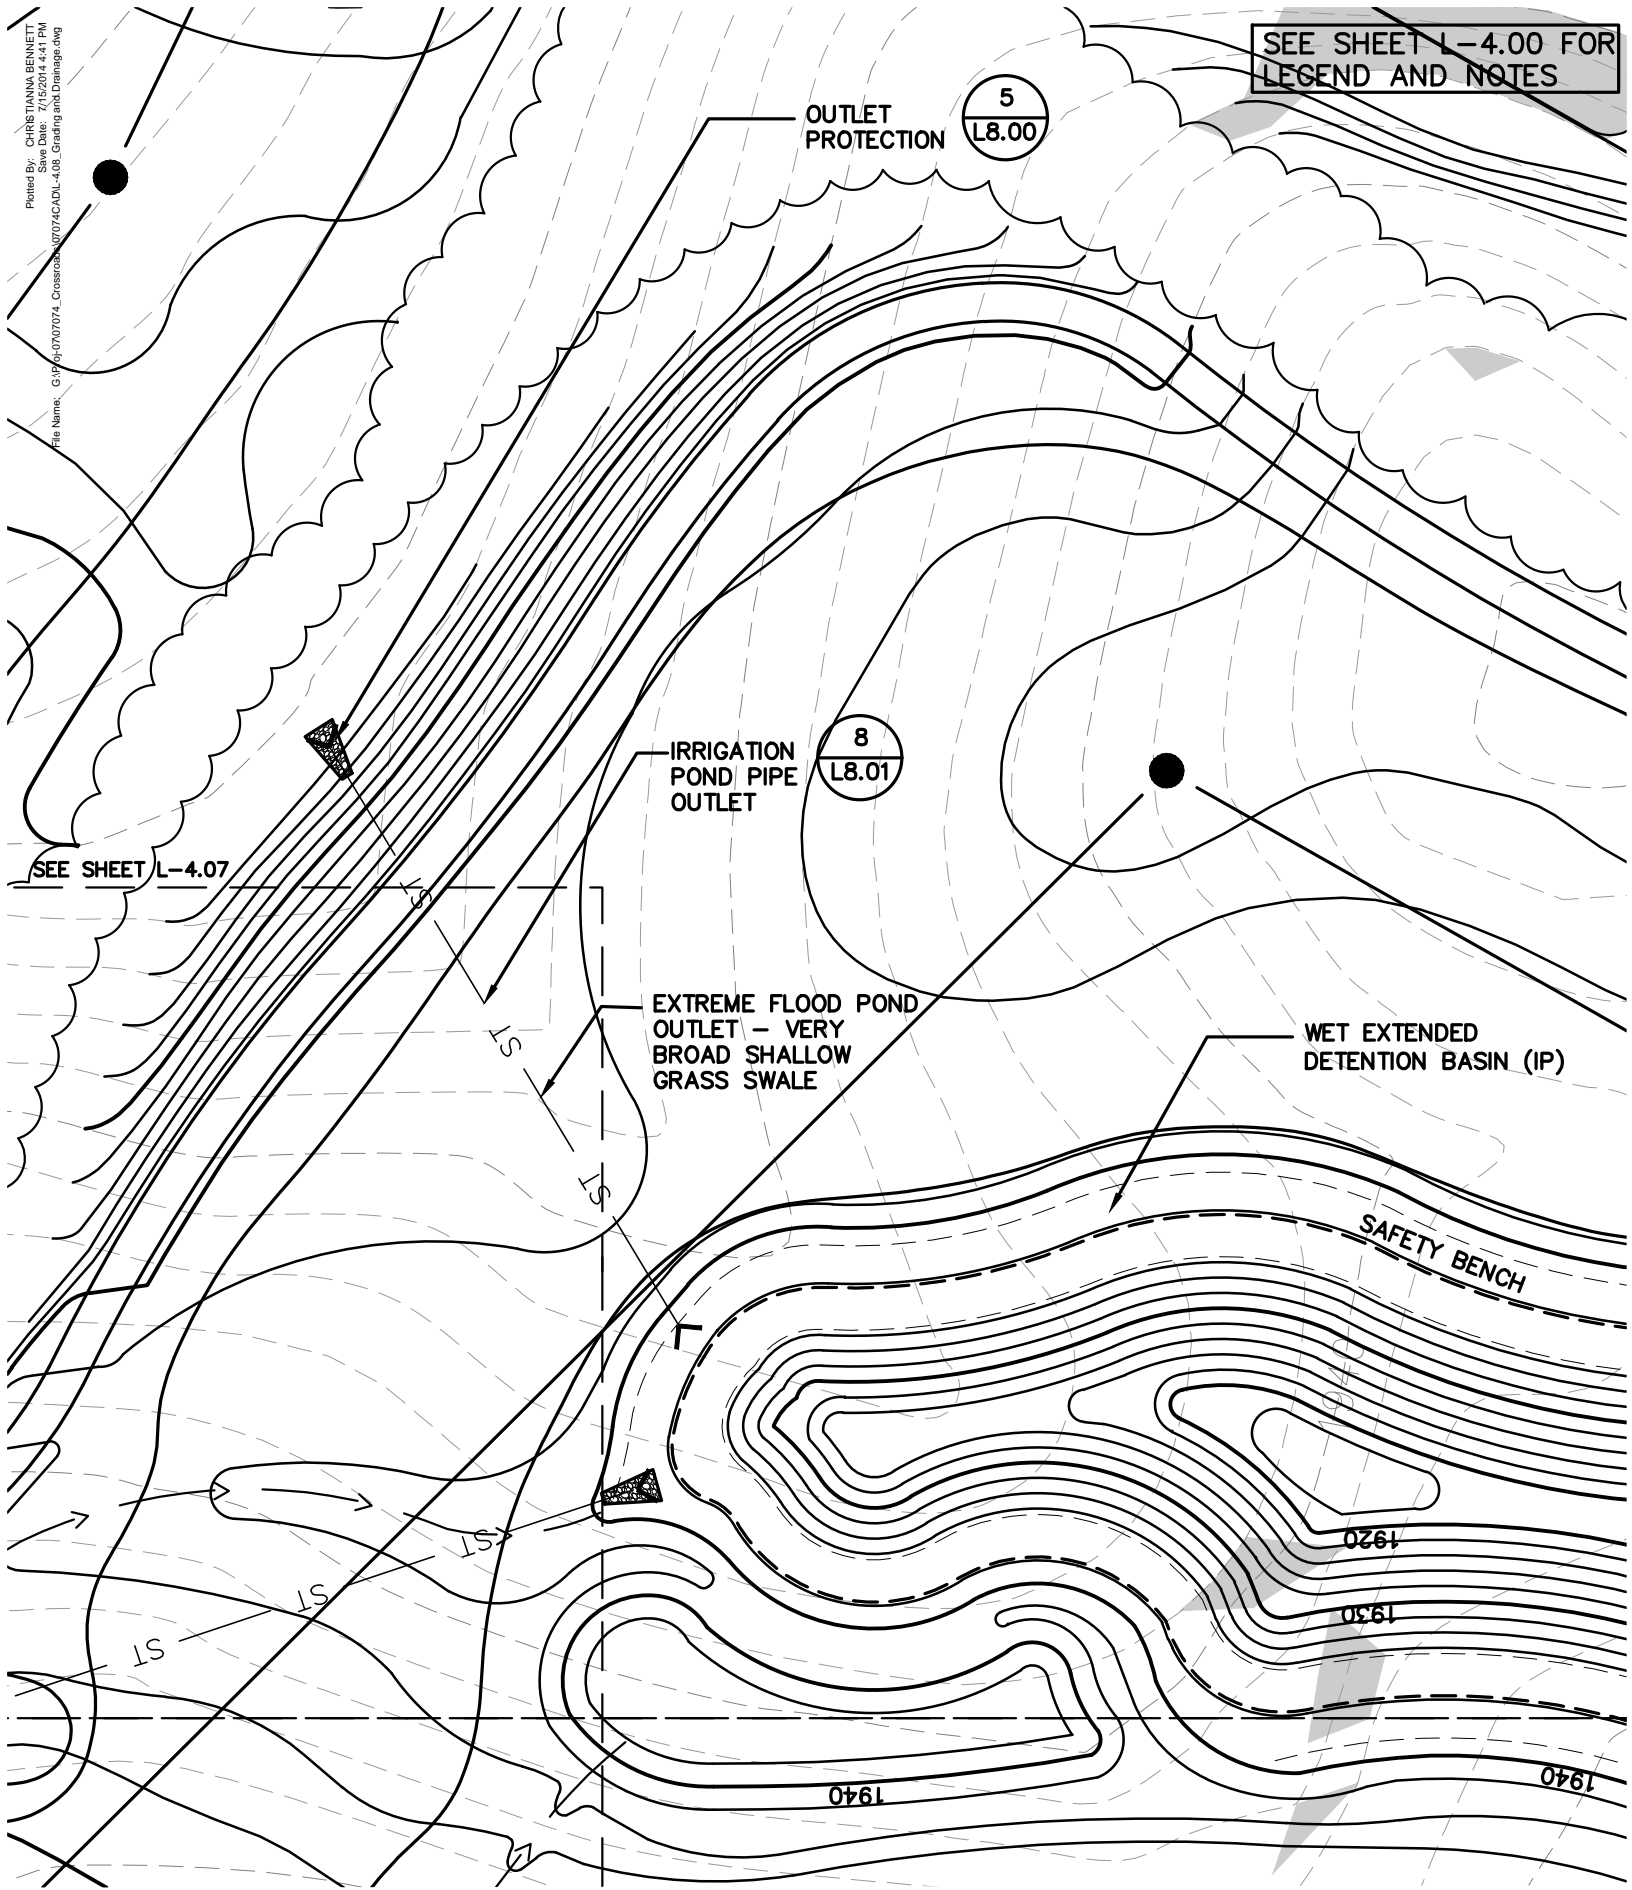 Plotted By: CHRISTIANNA BENNETT
Save Date: 7/15/2014 4:41 PM
SEE SHEET L-4.00 FOR
LEGEND AND NOTES
OUTLET
PROTECTION
5
L8.00
IRRIGATION
POND PIPE
OUTLET
8
L8.01
SEE SHEET L-4.07
ST
ST
EXTREME FLOOD POND
OUTLET – VERY
BROAD SHALLOW
GRASS SWALE
WET EXTENDED
DETENTION BASIN (IP)
ST
SAFETY BENCH
1940
ST
1920
ST
1930
ST
1940
1940